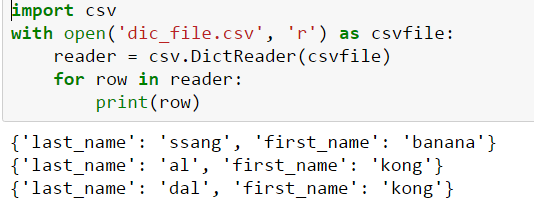 import csv
with open('dic_file.csv', 'r') as csvfile:
    reader = csv.DictReader(csvfile)
    for row in reader:
        print(row)
{'last_name': 'ssang', 'first_name': 'banana'}
{'last_name': 'al', 'first_name': 'kong'}
{'last_name': 'dal', 'first_name': 'kong'}